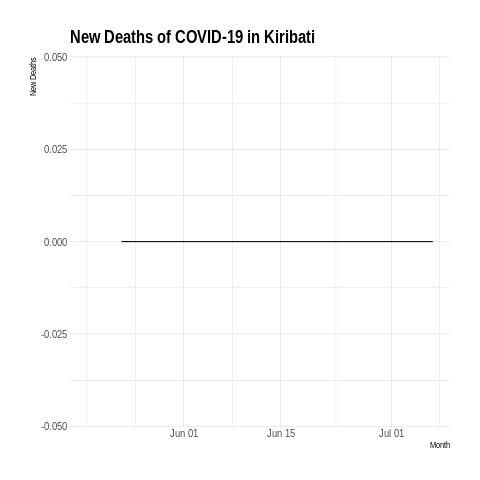 New Deaths of COVID-19 in Kiribati
New Deaths
0.050
0.025
0.000
-0.025
-0.050
Jun 01 Jun 15 Jul 01
Month